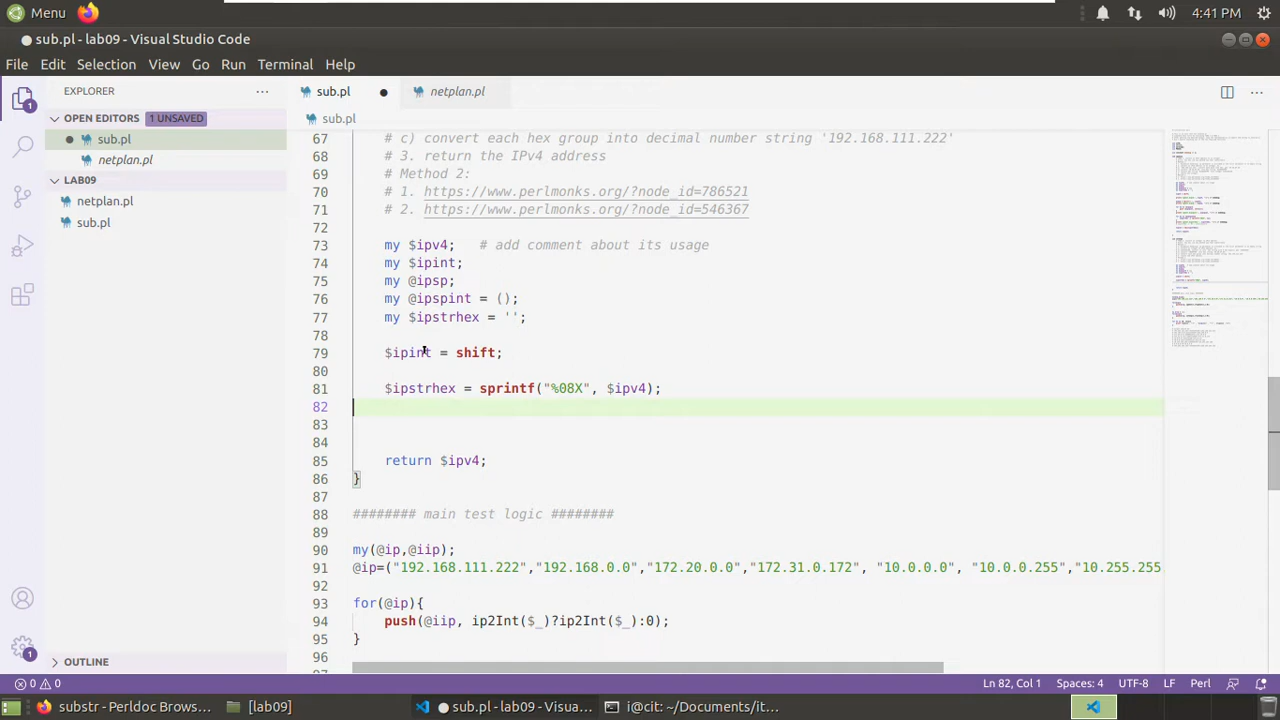 Menu
4:41 PM
sub.pl - lab09 - Visual Studio Code
File Edit Selection View Go Run Terminal Help
EXPLORER
sub.pl
netplan.pl
OPEN EDITORS 1 UNSAVED
sub.pl
sub.pl
netplan.pl
LAB09
netplan.pl
sub.pl
67 # c) convert each hex group into decimal number string '192.168.111.222'
68 # 3. return the IPv4 address
69 # Method 2:
70 # 1. https://www.perlmonks.org/?node_id=786521
71 # 2. https://www.perlmonks.org/?node_id=546367
72
73 my $ipv4; # add comment about its usage
74 my $ipint;
75 my @ipsp;
76 my @ipspint = ();
77 my $ipstrhex = '';
78
79 $ipint = shift;
80
81 $ipstrhex = sprintf("%08X", $ipv4);
82
83
84
85 return $ipv4;
86 }
87
88 ######## main test logic ########
89
90 my(@ip,@iip);
91 @ip=("192.168.111.222","192.168.0.0","172.20.0.0","172.31.0.172", "10.0.0.0", "10.0.0.255","10.255.255.
92
93 for(@ip){
94 push(@iip, ip2Int($_)?ip2Int($_):0);
95 }
96
OUTLINE
1
1
0 0
Ln 82, Col 1 Spaces: 4 UTF-8 LF Perl
substr - Perldoc Brows...
[lab09]
sub.pl - lab09 - Visua...
i@cit: ~/Documents/it...